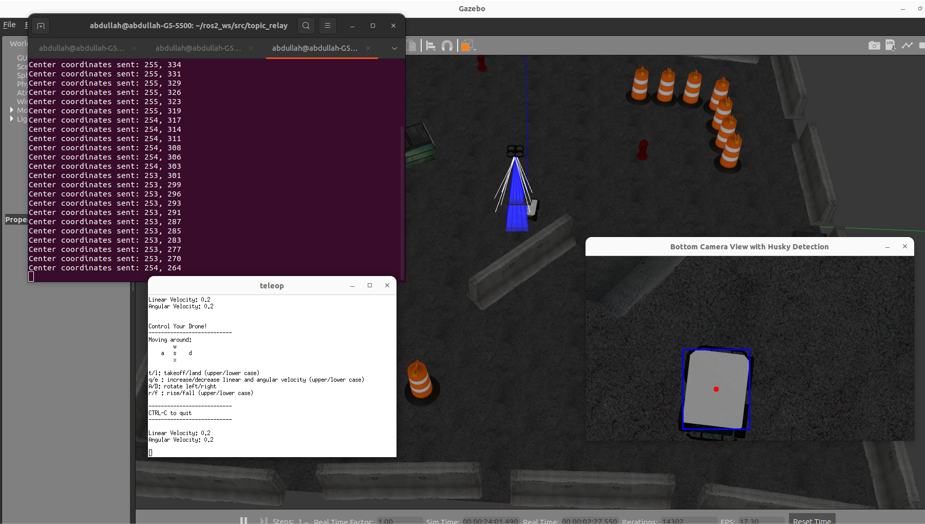 Gazebo
File
abdullah@abdullah-G5-5500: ~/ros2_ws/src/topic_relay
abdullah@abdullah-G5...
abdullah@abdullah-G5...
abdullah@abdullah-G5...
Center coordinates sent: 255, 334
Center coordinates sent: 255, 331
Center coordinates sent: 255, 329
Center coordinates sent: 255, 326
Center coordinates sent: 255, 323
Center coordinates sent: 255, 319
Center coordinates sent: 254, 317
Center coordinates sent: 254, 314
Center coordinates sent: 254, 311
Center coordinates sent: 254, 308
Center coordinates sent: 254, 306
Center coordinates sent: 254, 303
Center coordinates sent: 253, 301
Center coordinates sent: 253, 299
Center coordinates sent: 253, 296
Center coordinates sent: 253, 293
Center coordinates sent: 253, 291
Center coordinates sent: 253, 287
Center coordinates sent: 253, 285
Center coordinates sent: 253, 283
Center coordinates sent: 253, 277
Center coordinates sent: 253, 270
Center coordinates sent: 254, 264
teleop
Linear Velocity: 0.2
Angular Velocity: 0.2
Control Your Drone!
---------------------------
Moving around:
w
a s d
x
t/l: takeoff/land (upper/lower case)
q/e : increase/decrease linear and angular velocity (upper/lower case)
A/D: rotate left/right
r/f : rise/fall (upper/lower case)
---------------------------
CTRL-C to quit
---------------------------
Linear Velocity: 0.2
Angular Velocity: 0.2
Bottom Camera View with Husky Detection
Steps: 1
Real Time Factor: 1.00
Sim Time: 00:00:24:01.490
Real Time: 00:00:02:27.550
Iterations: 14302
FPS: 17.30
Reset Time